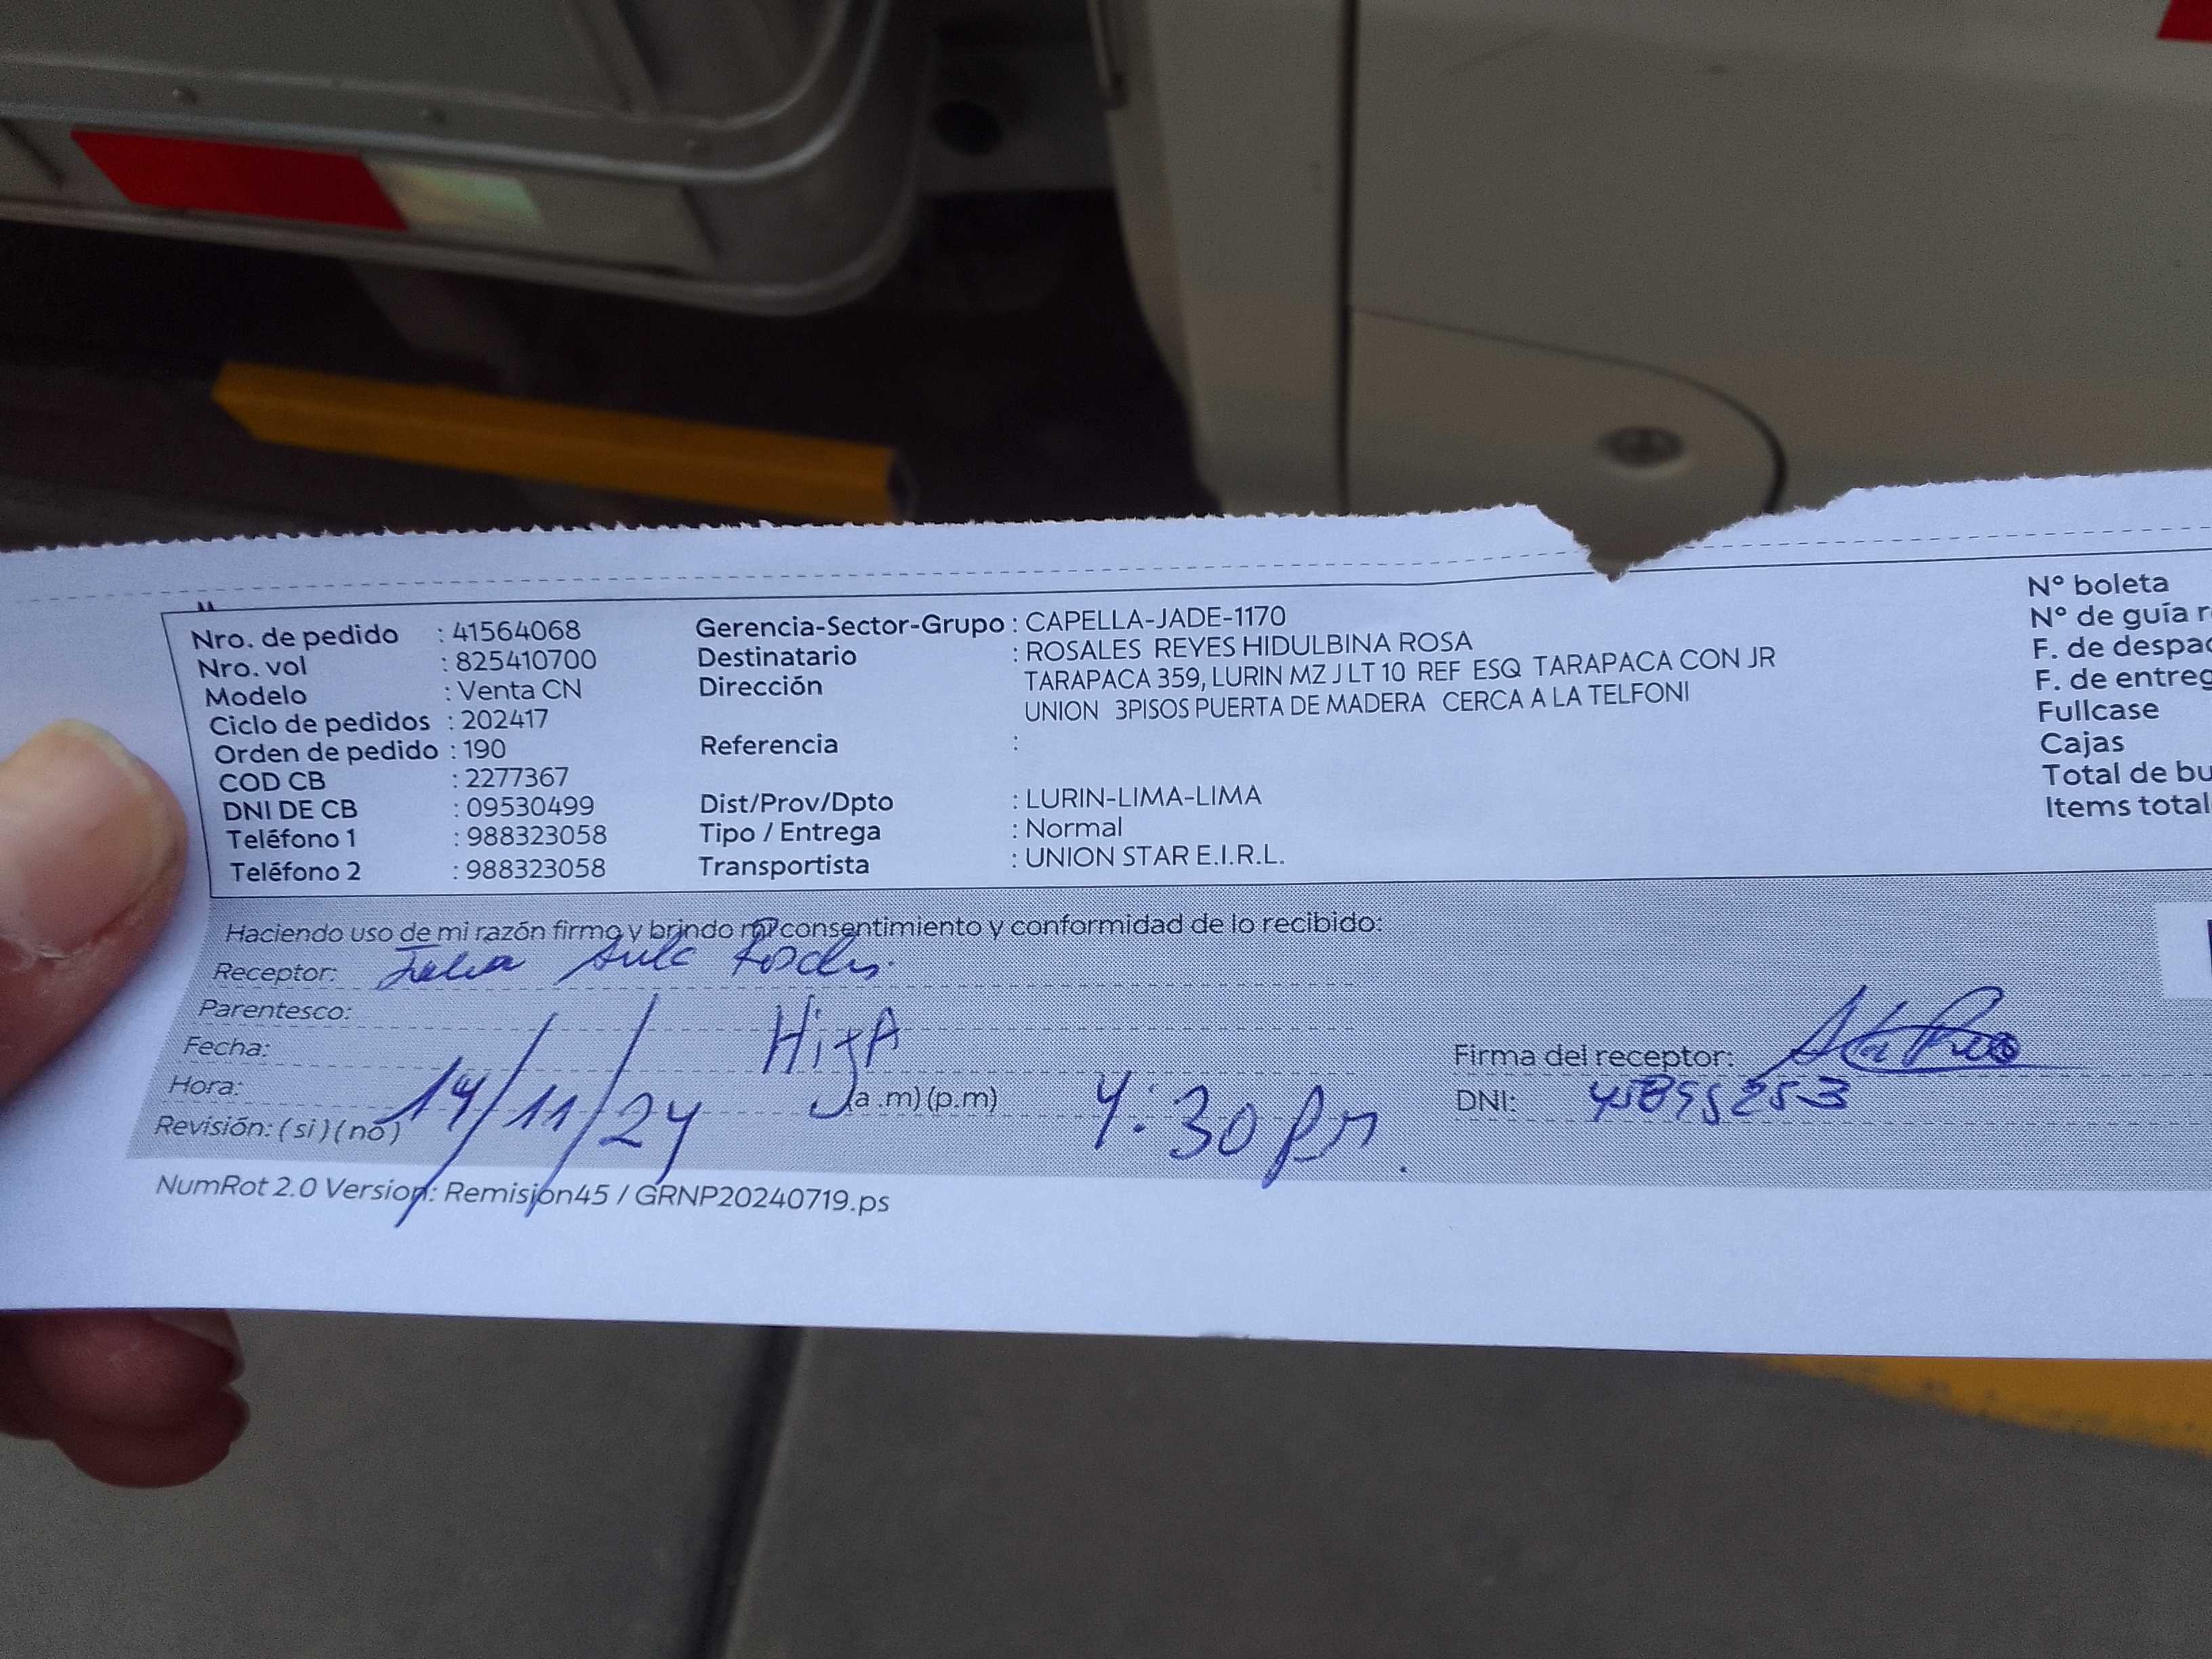 Nro. de pedido : 41564068
Nro. vol : 825410700
Modelo : Venta CN
Ciclo de pedidos : 202417
Orden de pedido : 190
COD CB : 2277367
DNI DE CB : 09530499
Teléfono 1 : 988323058
Teléfono 2 : 988323058
Gerencia-Sector-Grupo : CAPELLA-JADE-1170
Destinatario : ROSALES REYES HIDULBINA ROSA
Dirección TARAPACA 359, LURIN MZ J LT 10 REF ESQ TARAPACA CON JR
UNION 3PISOS PUERTA DE MADERA CERCA A LA TELFONI
Referencia :
Dist/Prov/Dpto : LURIN-LIMA-LIMA
Tipo / Entrega : Normal
Transportista : UNION STAR E.I.R.L.
Nº boleta
Nº de guía r
F. de despac
F. de entreg
Fullcase
Cajas
Total de bu
Items total
Haciendo uso de mi razón firmo y brindo mi consentimiento y conformidad de lo recibido:
Receptor:
Parentesco: HijA
Fecha: 14/11/24
Hora: (a .m) (p.m) 4:30 pm.
Revisión: ( si ) ( no )
Firma del receptor:
DNI:
NumRot 2.0 Version: Remision45 / GRNP20240719.ps